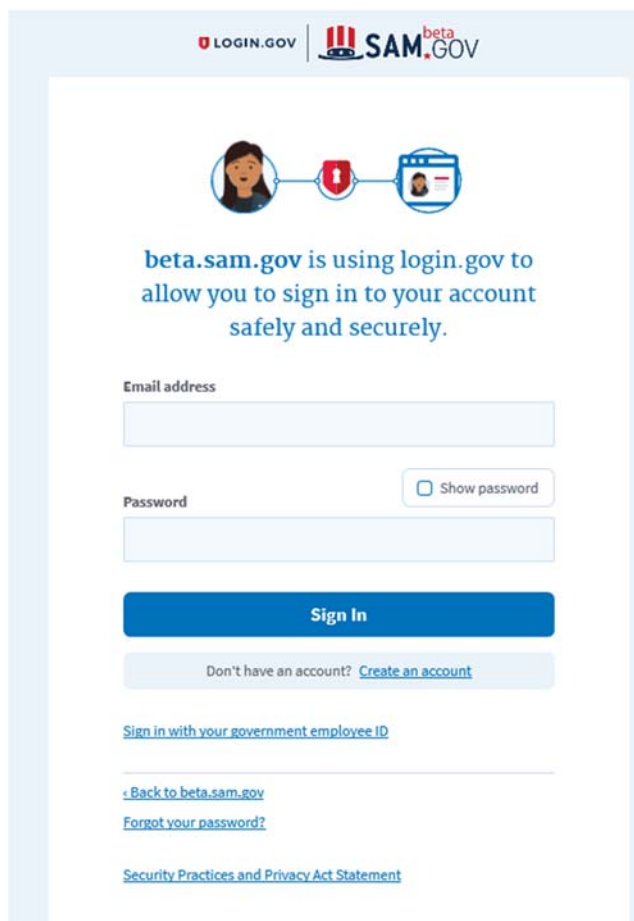 LOGIN.GOV SAM.GOV beta
beta.sam.gov is using login.gov to
allow you to sign in to your account
safely and securely.
Email address
Show password
Password
Sign In
Don't have an account? Create an account
Sign in with your government employee ID
‹ Back to beta.sam.gov
Forgot your password?
Security Practices and Privacy Act Statement